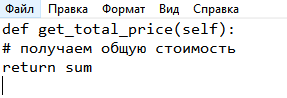 Файл Правка Формат Вид Справка
def get_total_price(self):
# получаем общую стоимость
return sum